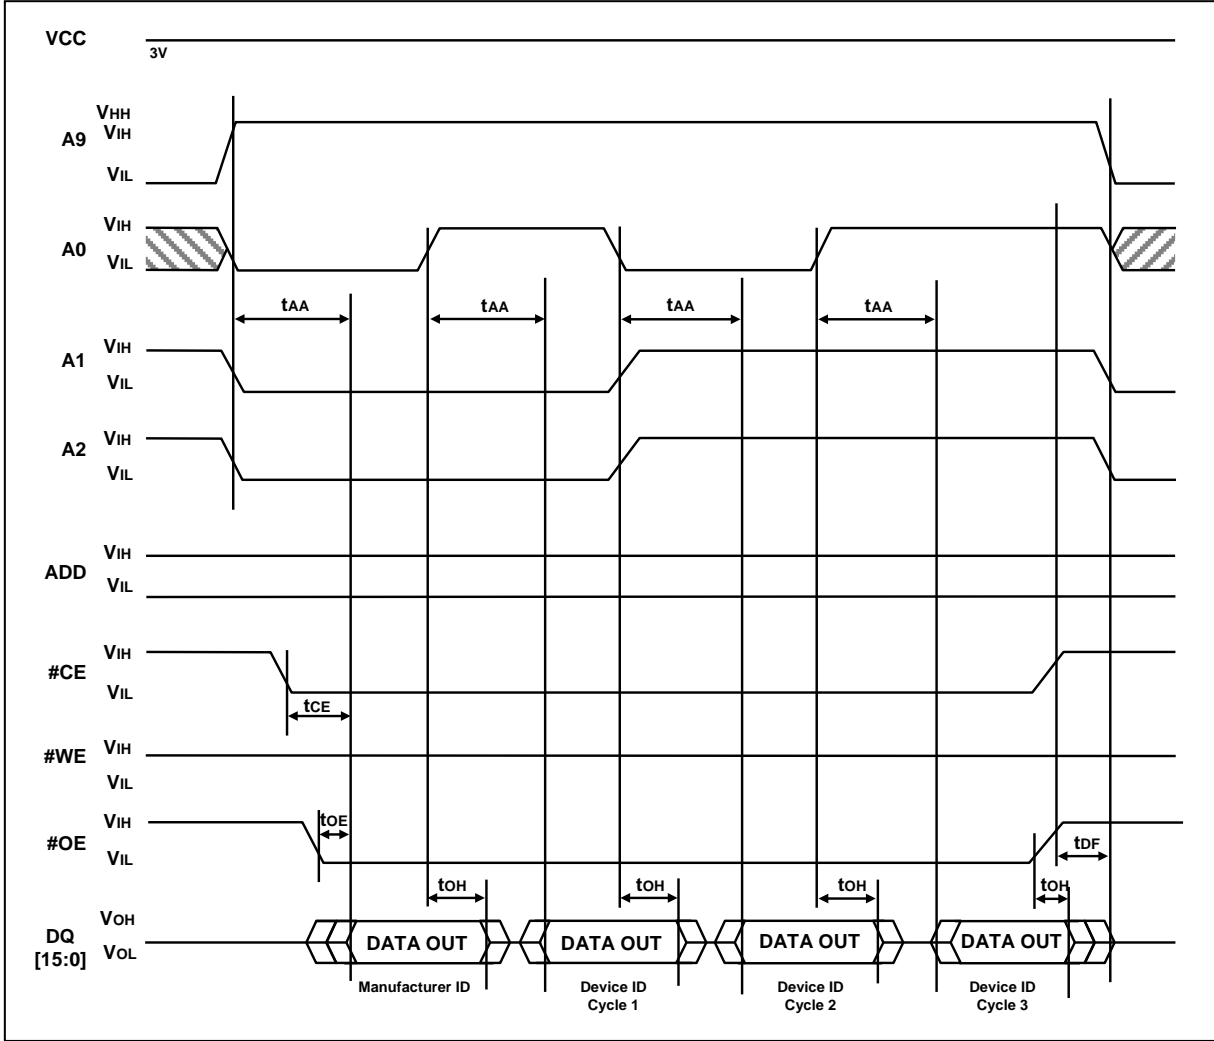 VCC
3V
VHH
A9 VIH
VIL
VIH
A0
VIL
tAA tAA tAA tAA
VIH
A1
VIL
VIH
A2
VIL
VIH
ADD
VIL
VIH
#CE
VIL
tCE
#WE VIH
VIL
VIH tOE
#OE
VIL tDF
tOH tOH tOH tOH
VOH
DQ DATA OUT DATA OUT DATA OUT DATA OUT
[15:0] VOL
Manufacturer ID Device ID Device ID Device ID
Cycle 1 Cycle 2 Cycle 3